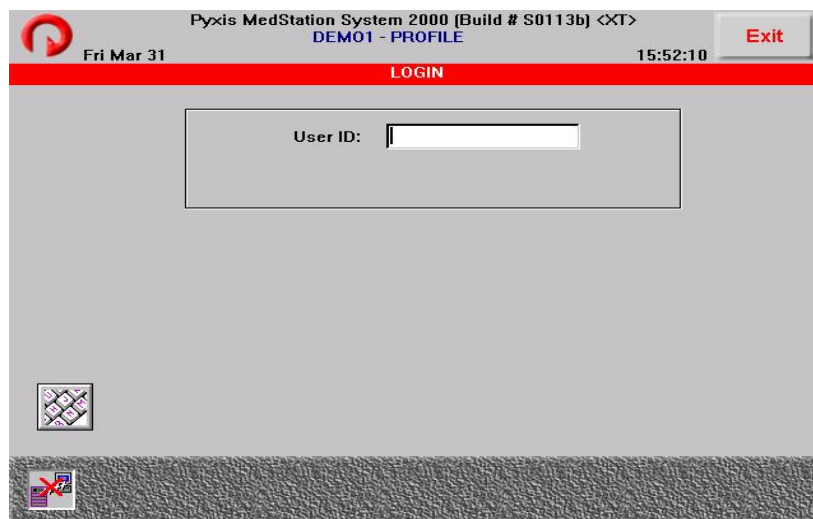 Pyxis MedStation System 2000 (Build # S0113b) <XT>
DEMO1 - PROFILE
Fri Mar 31
15:52:10
Exit
LOGIN
User ID: